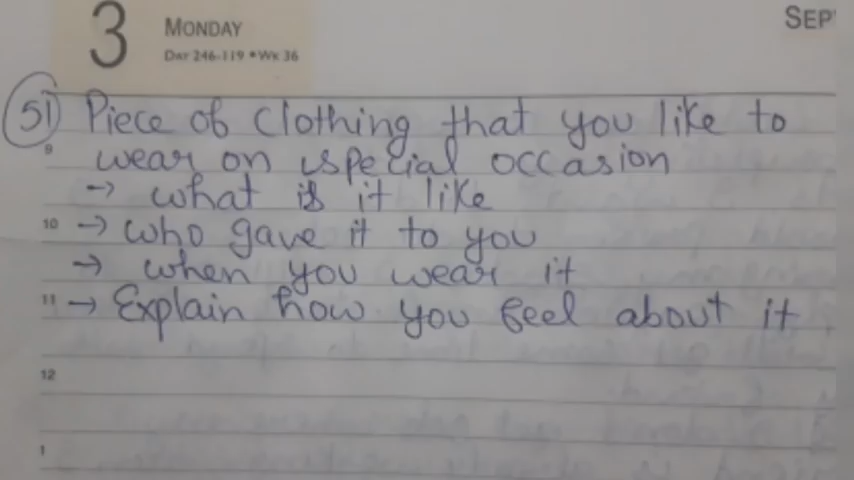 3 MONDAY
SEP
DAY 246-119 • WK 36
51) Piece of clothing that you like to
9
wear on special occasion
→ what is it like
10 → who gave it to you
→ when you wear it
11 → Explain how you feel about it
12
1